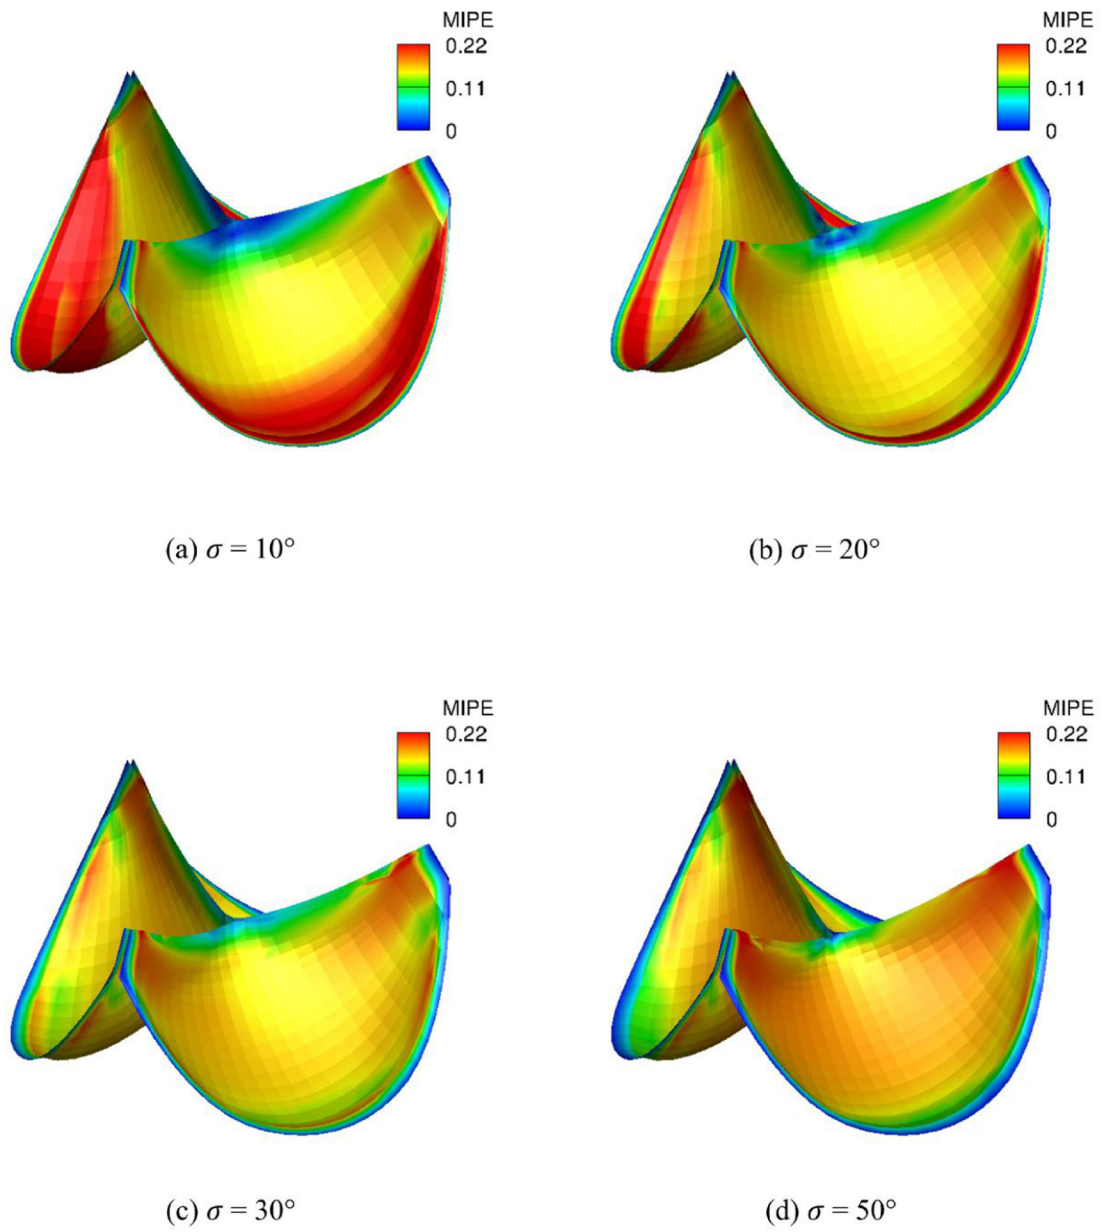 MIPE
0.22
0.11
0
MIPE
0.22
0.11
0
(a) σ = 10°
(b) σ = 20°
MIPE
0.22
0.11
0
MIPE
0.22
0.11
0
(c) σ = 30°
(d) σ = 50°